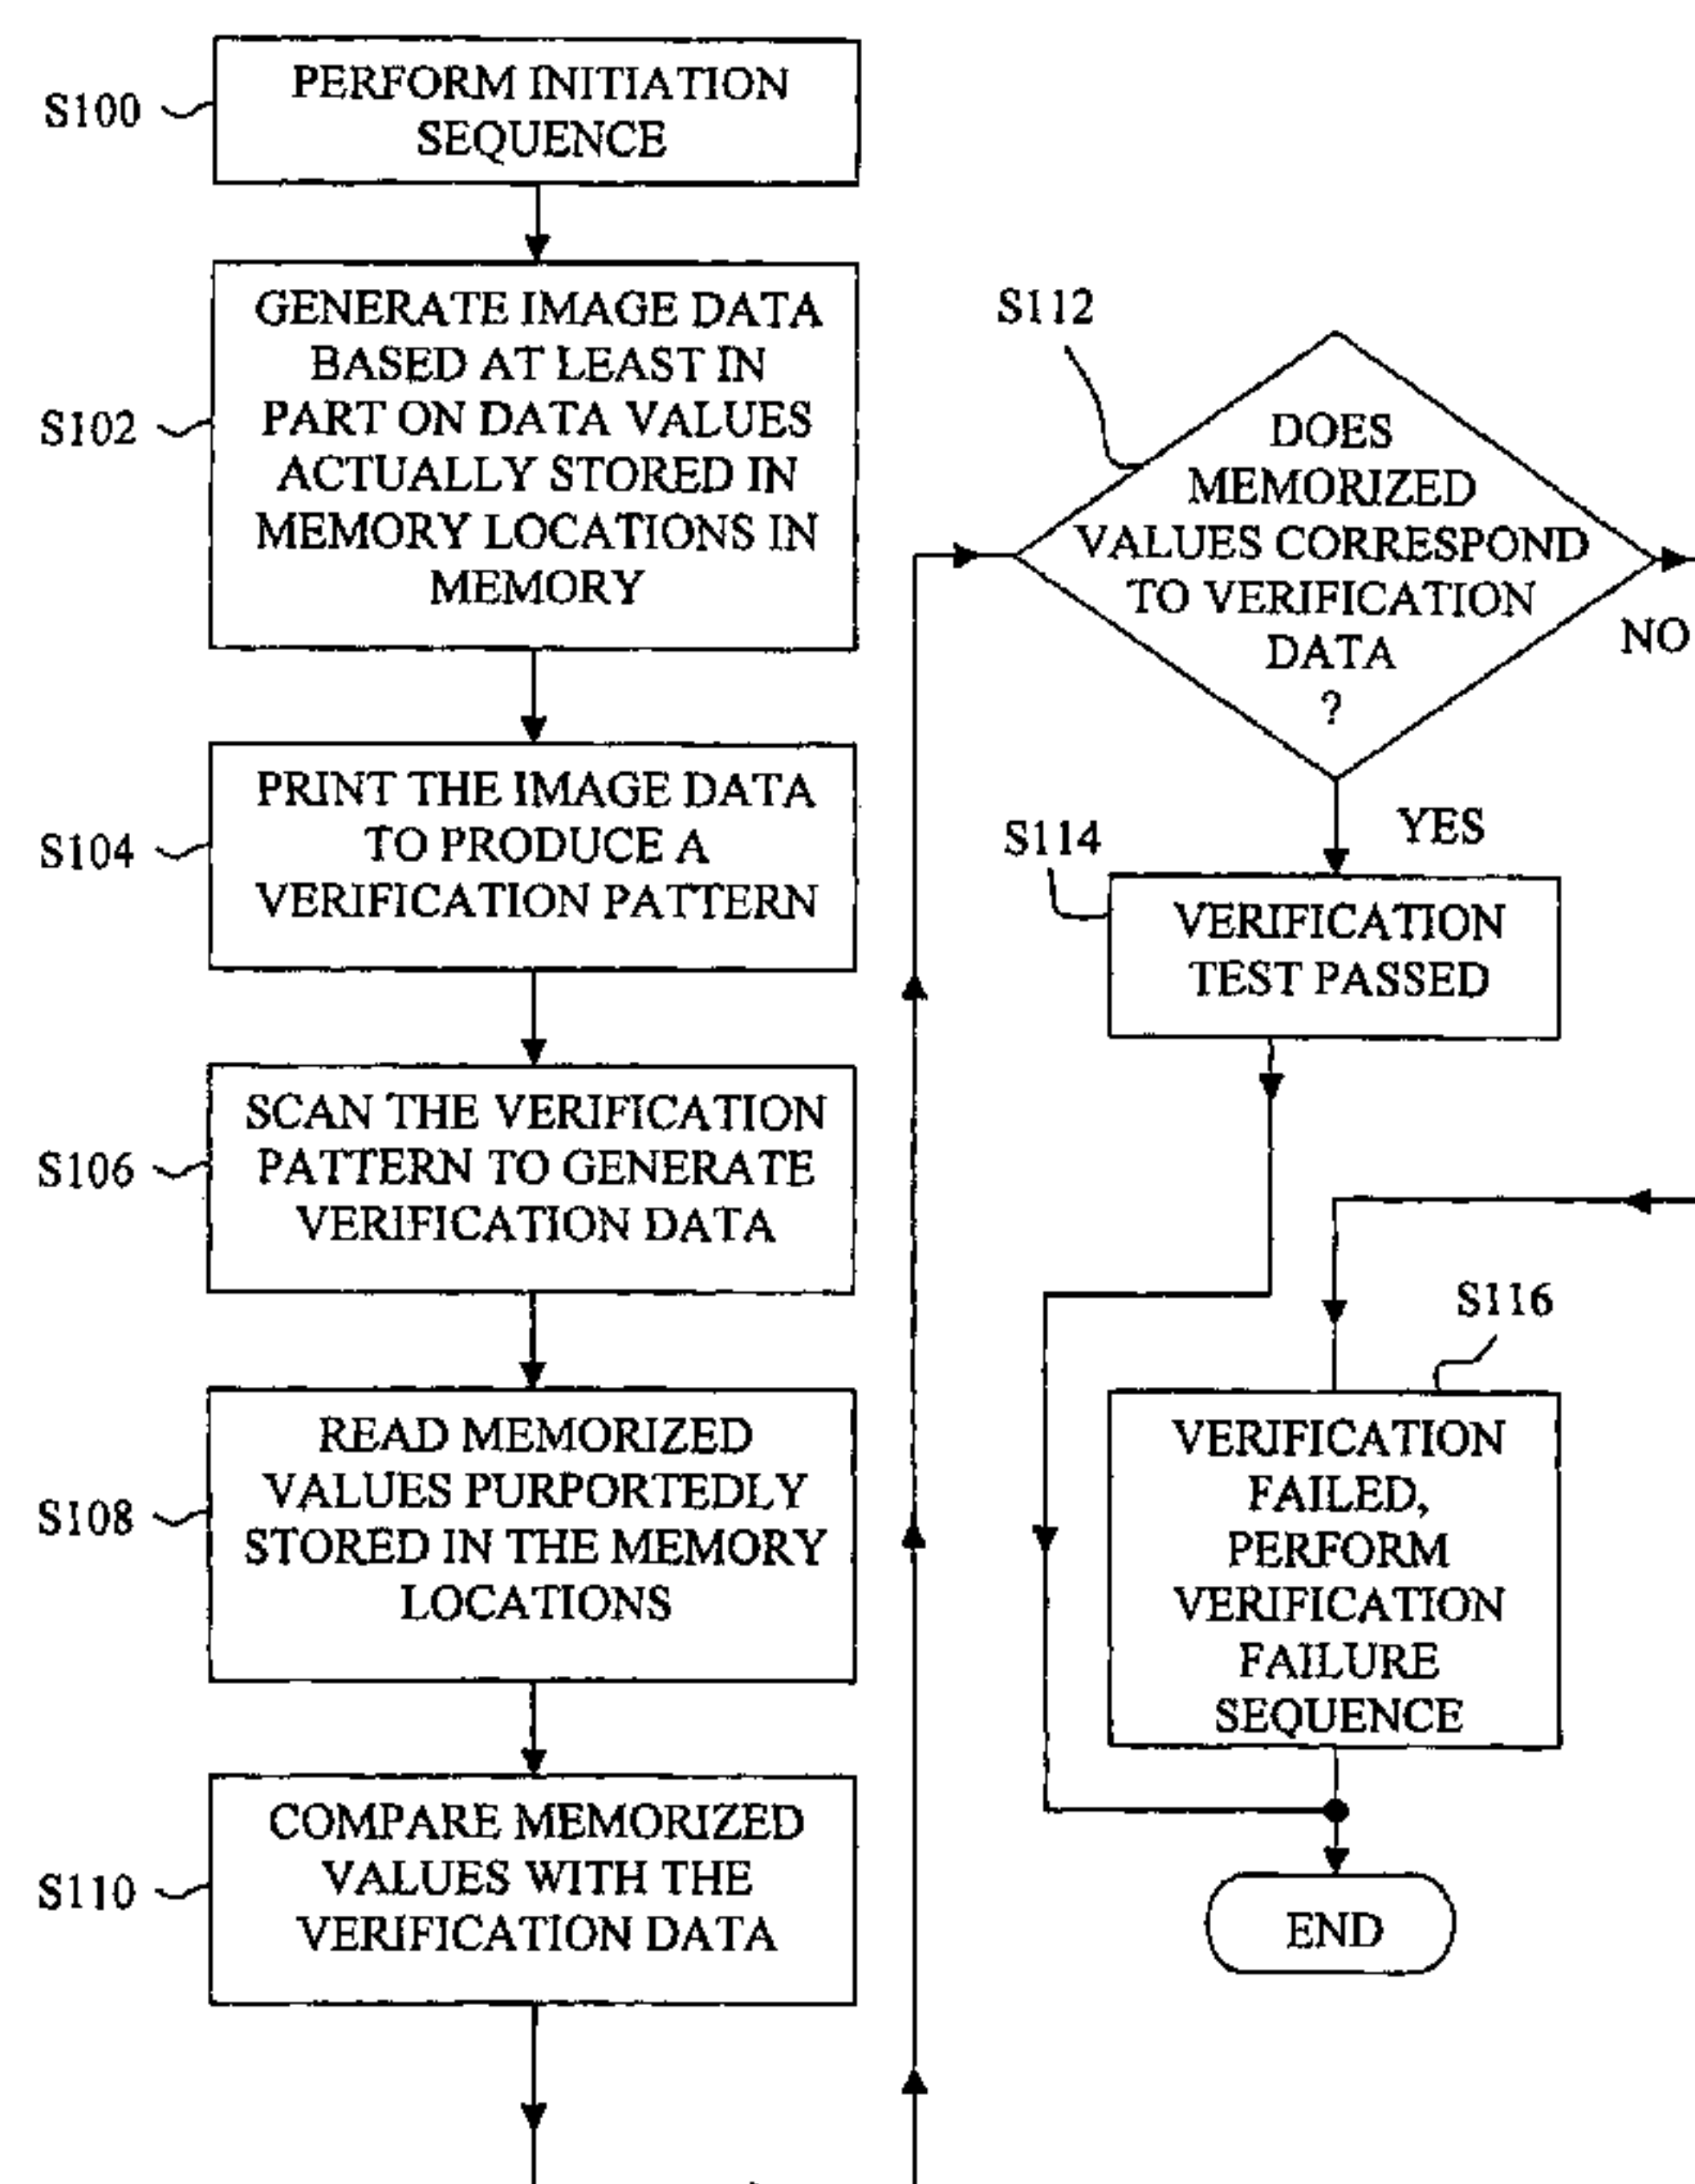 S100
PERFORM INITIATION
SEQUENCE
S102
GENERATE IMAGE DATA
BASED AT LEAST IN
PART ON DATA VALUES
ACTUALLY STORED IN
MEMORY LOCATIONS IN
MEMORY
S104
PRINT THE IMAGE DATA
TO PRODUCE A
VERIFICATION PATTERN
S106
SCAN THE VERIFICATION
PATTERN TO GENERATE
VERIFICATION DATA
S108
READ MEMORIZED
VALUES PURPORTEDLY
STORED IN THE MEMORY
LOCATIONS
S110
COMPARE MEMORIZED
VALUES WITH THE
VERIFICATION DATA
S112
DOES
MEMORIZED
VALUES CORRESPOND
TO VERIFICATION
DATA
?
NO
YES
S114
VERIFICATION
TEST PASSED
S116
VERIFICATION
FAILED,
PERFORM
VERIFICATION
FAILURE
SEQUENCE
END